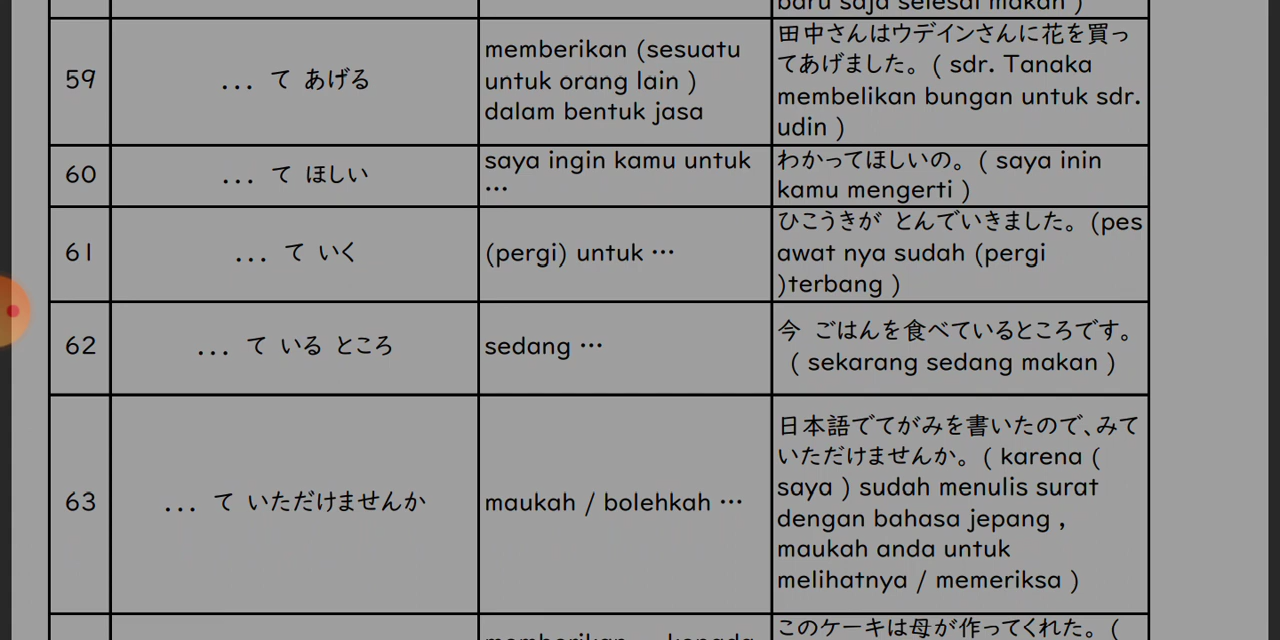 baru saja selesai makan )
59
... て あげる
memberikan (sesuatu
untuk orang lain )
dalam bentuk jasa
田中さんはウデインさんに花を買っ
てあげました。( sdr. Tanaka
membelikan bungan untuk sdr.
udin )
60
... て ほしい
saya ingin kamu untuk
…
わかってほしいの。( saya inin
kamu mengerti )
61
... て いく
(pergi) untuk …
ひこうきが とんでいきました。(pes
awat nya sudah (pergi
)terbang )
62
... て いる ところ
sedang …
今 ごはんを食べているところです。
( sekarang sedang makan )
63
... て いただけませんか
maukah / bolehkah …
日本語でてがみを書いたので、みて
いただけませんか。( karena (
saya ) sudah menulis surat
dengan bahasa jepang ,
maukah anda untuk
melihatnya / memeriksa )
memberikan ... kepada
このケーキは母が作ってくれた。(